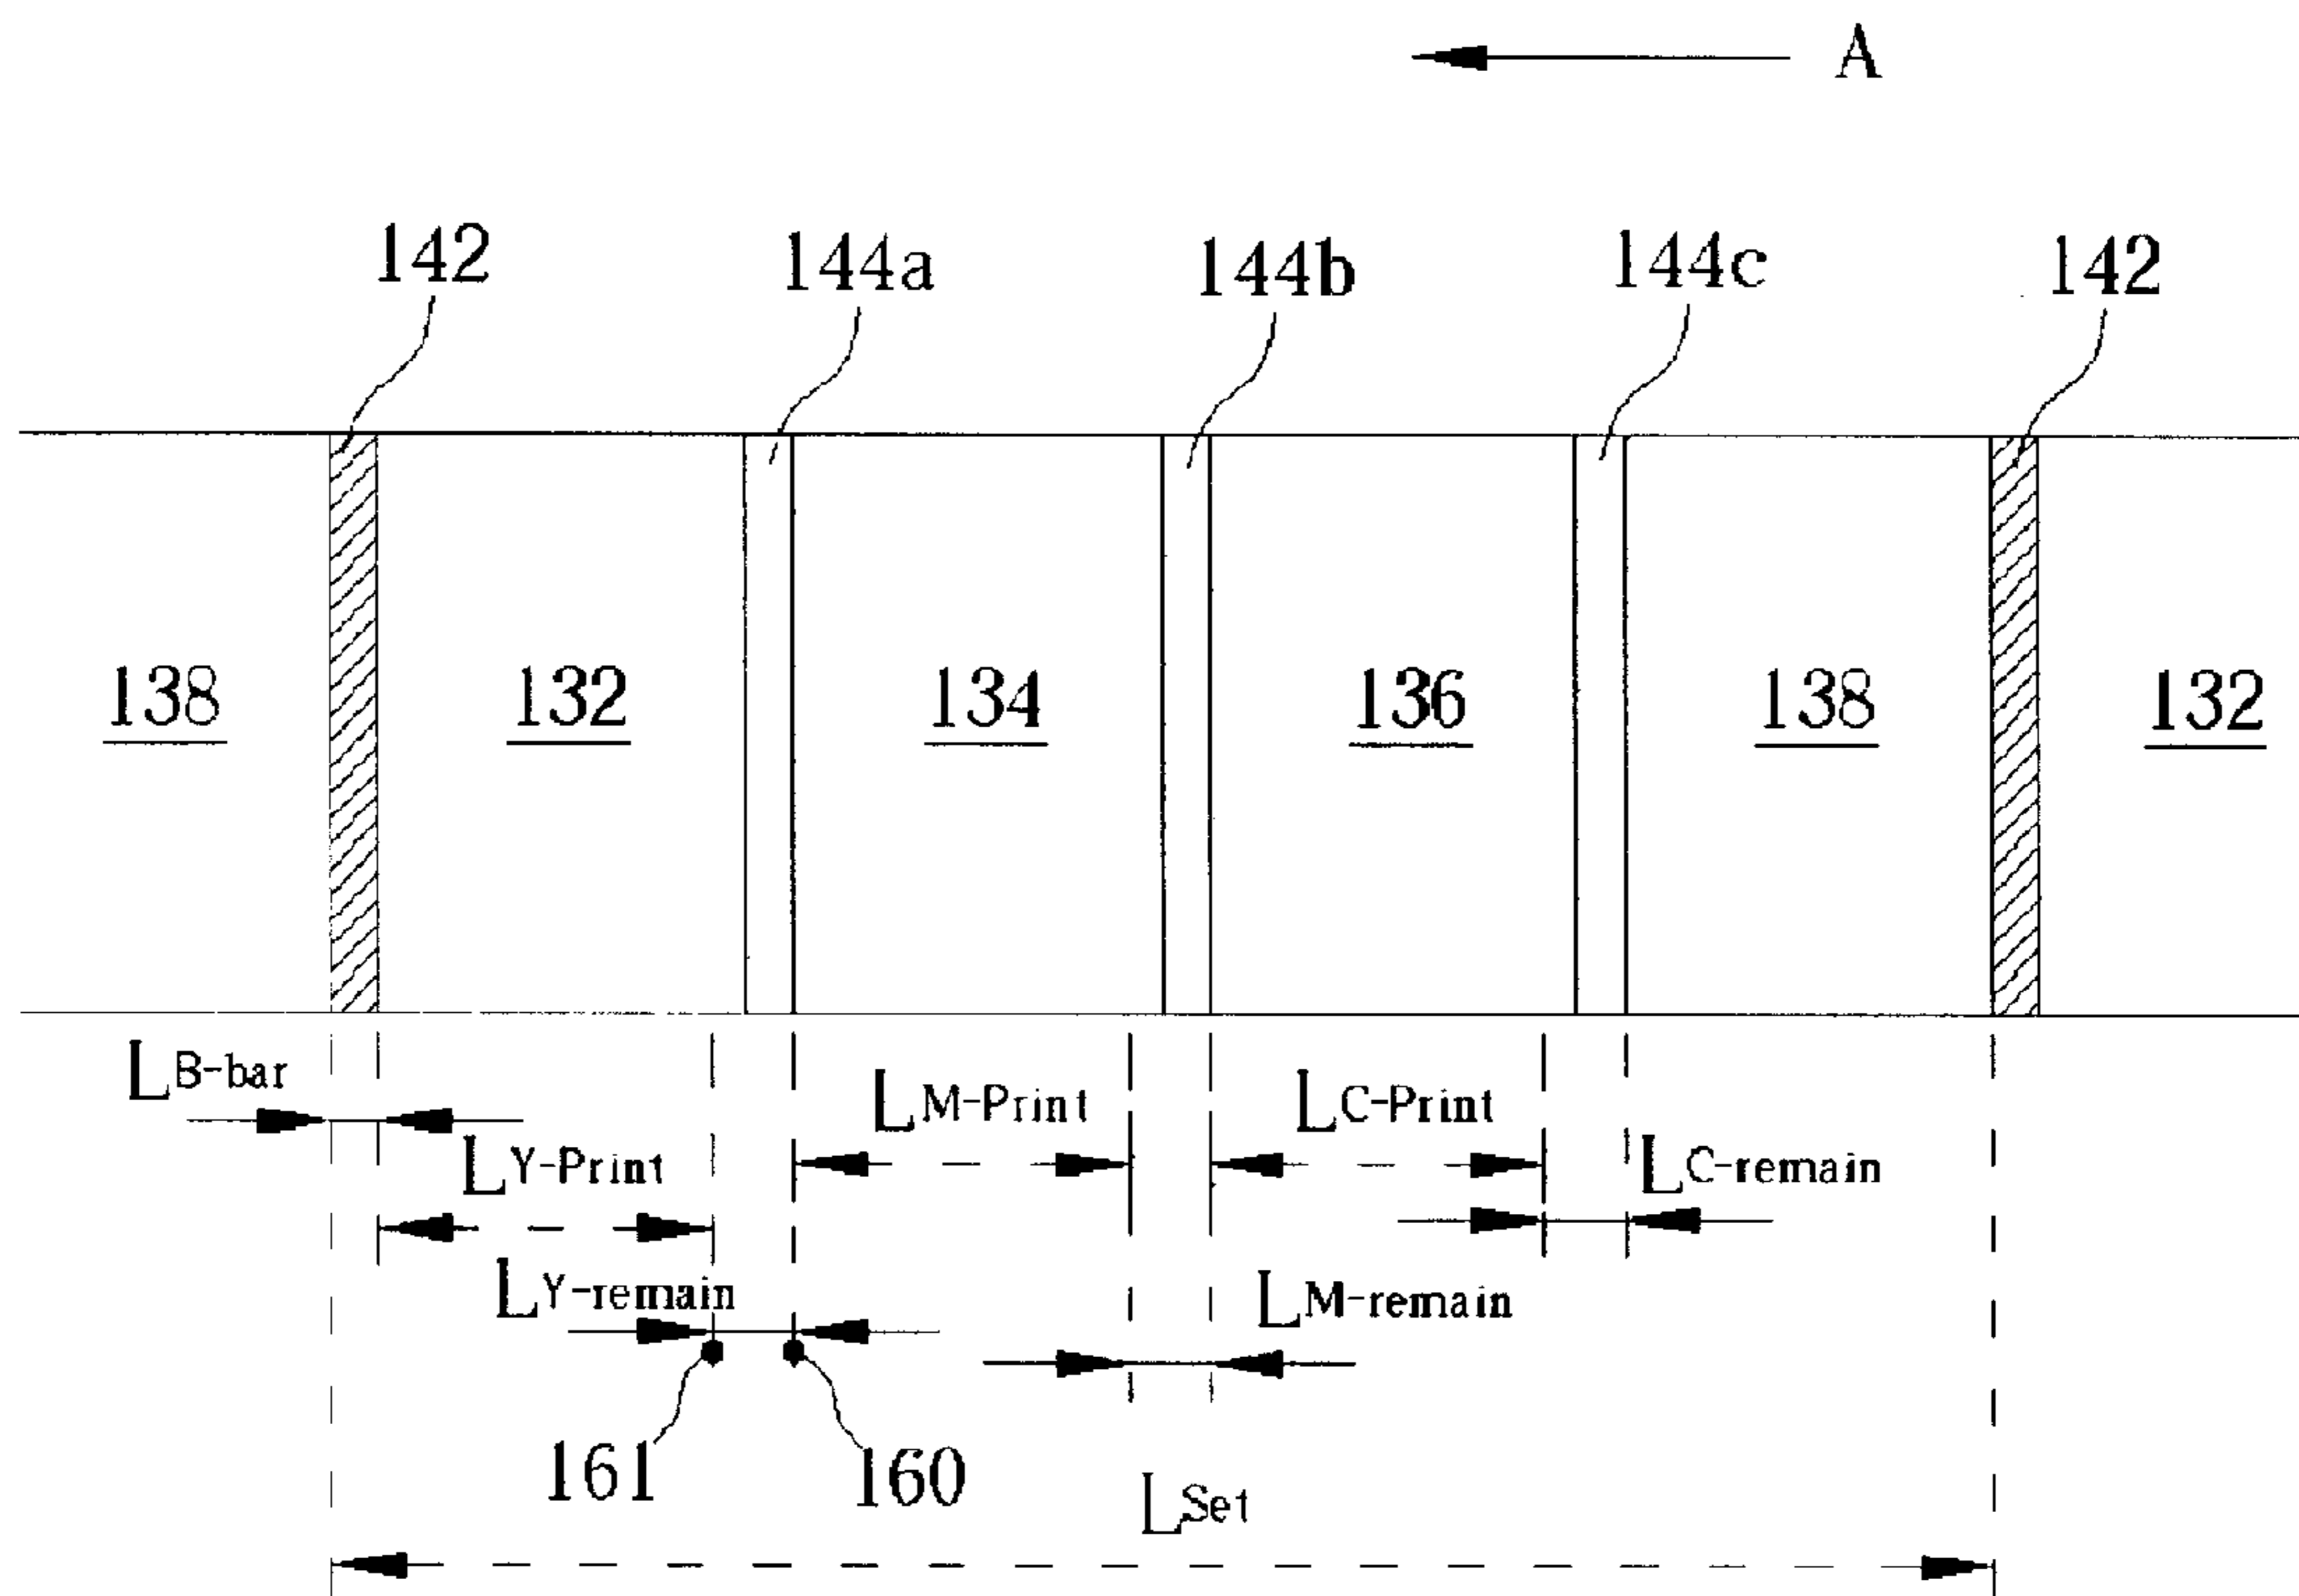 A
142 144a 144b 144c 142
138 132 134 136 138 132
LB-bar
LM-Print LC-Print
LY-Print LC-remain
LY-remain LM-remain
161 160
LSet